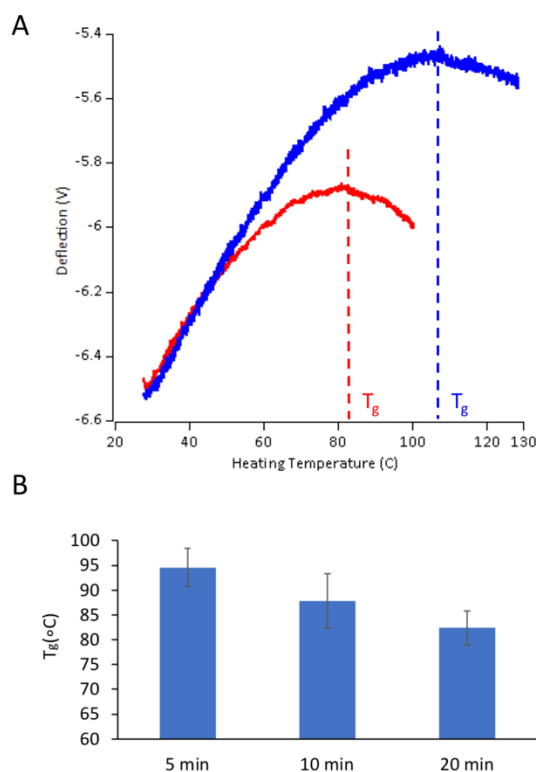 A
-5.4
-5.6
-5.8
-6
-6.2
-6.4
-6.6
Deflection (V)
Tg Tg
20 40 60 80 100 120 130
Heating Temperature (C)
B
100
95
90
85
80
75
70
65
60
Tg(oC)
5 min 10 min 20 min